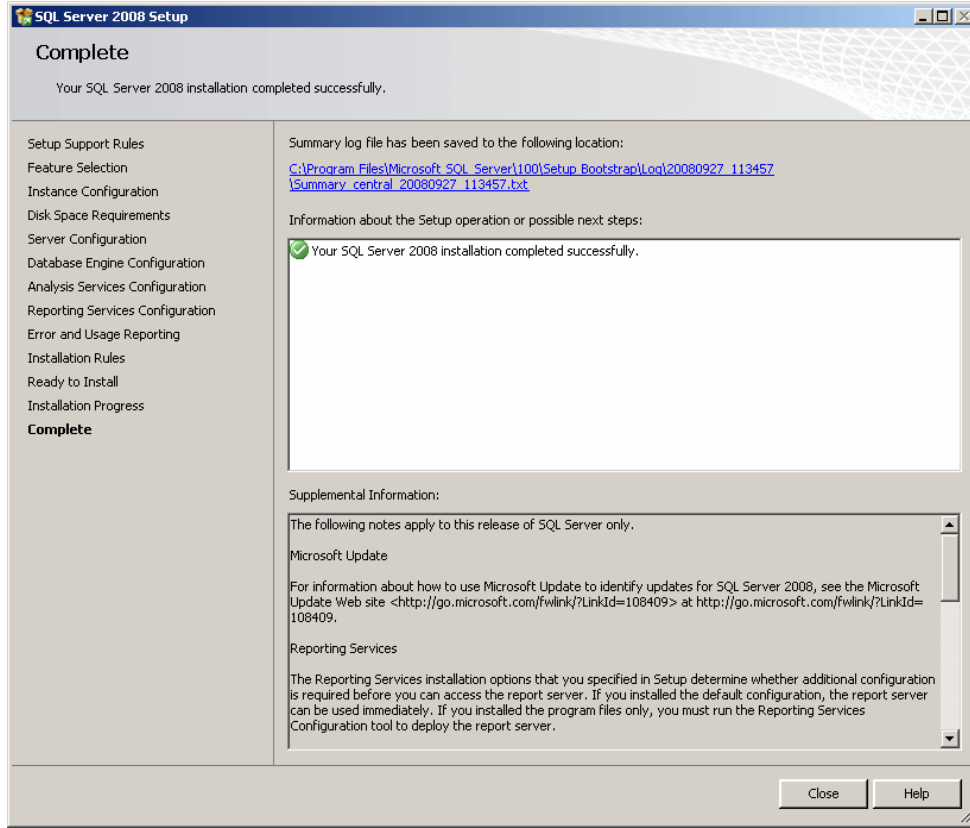 SQL Server 2008 Setup
Complete
Your SQL Server 2008 installation completed successfully.
Setup Support Rules
Feature Selection
Instance Configuration
Disk Space Requirements
Server Configuration
Database Engine Configuration
Analysis Services Configuration
Reporting Services Configuration
Error and Usage Reporting
Installation Rules
Ready to Install
Installation Progress
Complete
Summary log file has been saved to the following location:
C:\Program Files\Microsoft SQL Server\100\Setup Bootstrap\Log\20080927_113457
\Summary_central_20080927_113457.txt
Information about the Setup operation or possible next steps:
Your SQL Server 2008 installation completed successfully.
Supplemental Information:
The following notes apply to this release of SQL Server only.
Microsoft Update
For information about how to use Microsoft Update to identify updates for SQL Server 2008, see the Microsoft
Update Web site <http://go.microsoft.com/fwlink/?LinkId=108409> at http://go.microsoft.com/fwlink/?LinkId=
108409.
Reporting Services
The Reporting Services installation options that you specified in Setup determine whether additional configuration
is required before you can access the report server. If you installed the default configuration, the report server
can be used immediately. If you installed the program files only, you must run the Reporting Services
Configuration tool to deploy the report server.
Close
Help